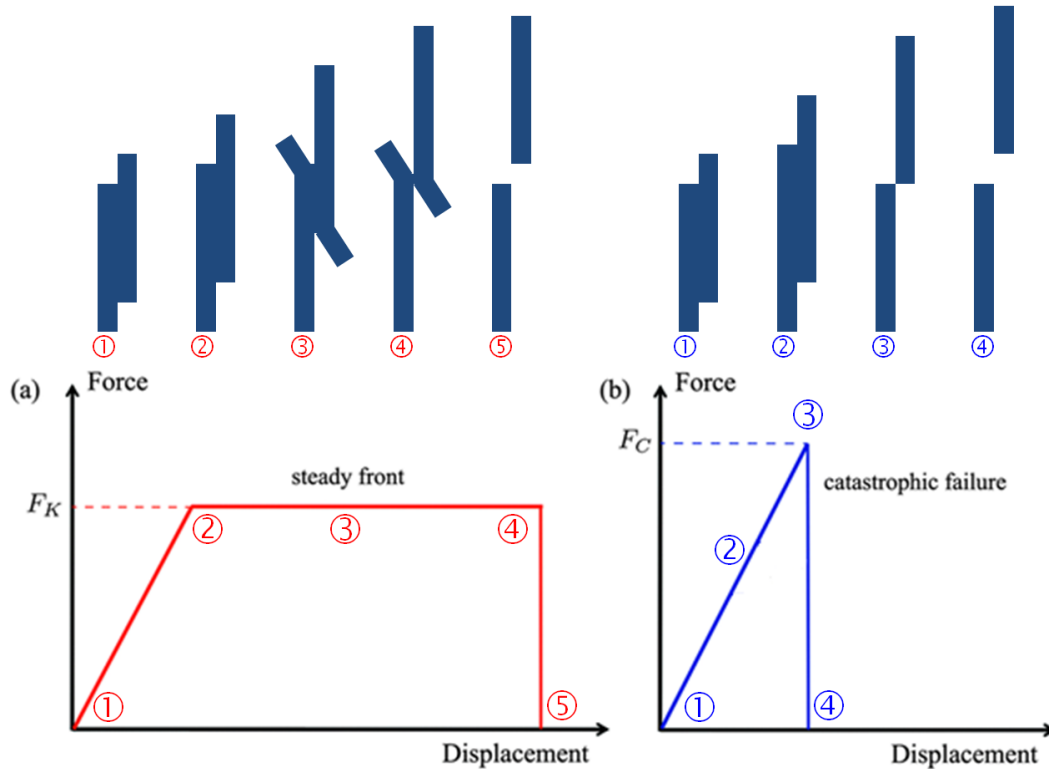 ① ② ③ ④ ⑤
① ② ③ ④
(a) Force
F_K
steady front
② ③ ④
① ⑤
Displacement
(b) Force
F_C
③
catastrophic failure
②
① ④
Displacement